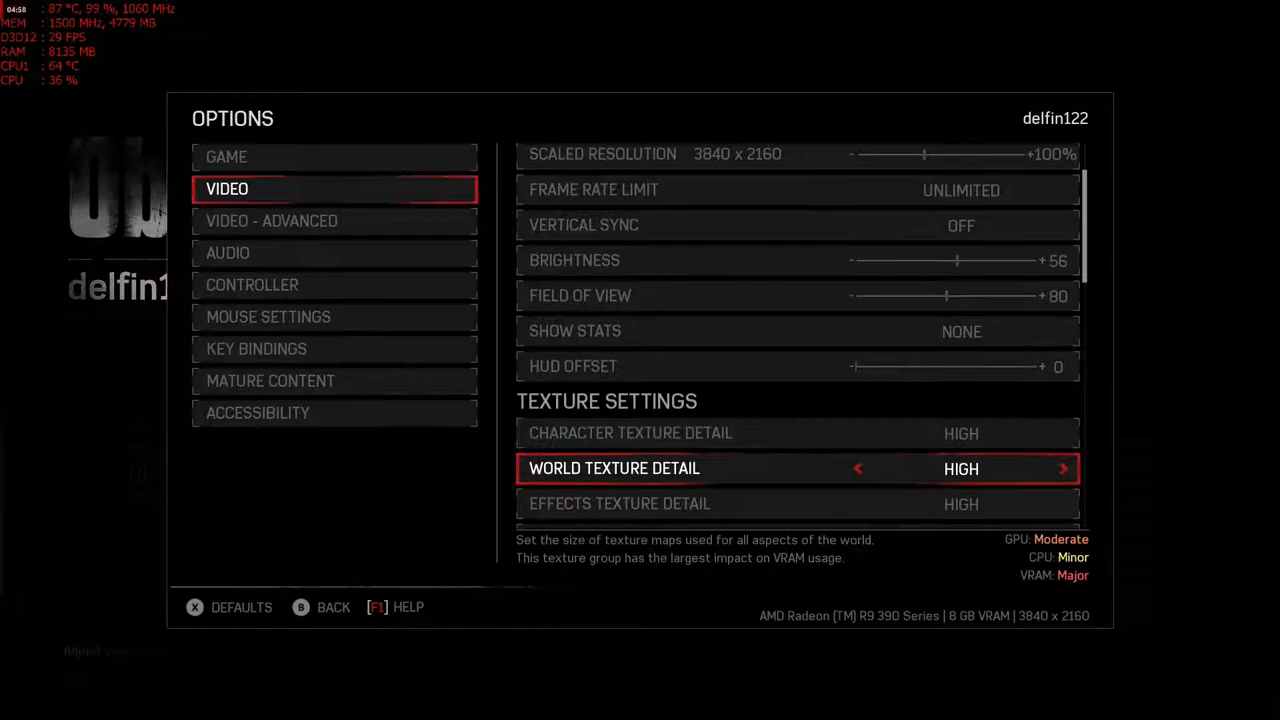 04:58 : 87 °C, 99 %, 1060 MHz
MEM : 1500 MHz, 4779 MB
D3D12 : 29 FPS
RAM : 8135 MB
CPU1 : 64 °C
CPU : 36 %
OPTIONS
delfin122
GAME
VIDEO
VIDEO - ADVANCED
AUDIO
CONTROLLER
MOUSE SETTINGS
KEY BINDINGS
MATURE CONTENT
ACCESSIBILITY
Ob
delfin1
SCALED RESOLUTION 3840 x 2160 - + 100%
FRAME RATE LIMIT UNLIMITED
VERTICAL SYNC OFF
BRIGHTNESS - + 56
FIELD OF VIEW - + 80
SHOW STATS NONE
HUD OFFSET - + 0
TEXTURE SETTINGS
CHARACTER TEXTURE DETAIL HIGH
WORLD TEXTURE DETAIL < HIGH >
EFFECTS TEXTURE DETAIL HIGH
Set the size of texture maps used for all aspects of the world.
This texture group has the largest impact on VRAM usage.
GPU: Moderate
CPU: Minor
VRAM: Major
X DEFAULTS B BACK [F1] HELP
AMD Radeon (TM) R9 390 Series | 8 GB VRAM | 3840 x 2160